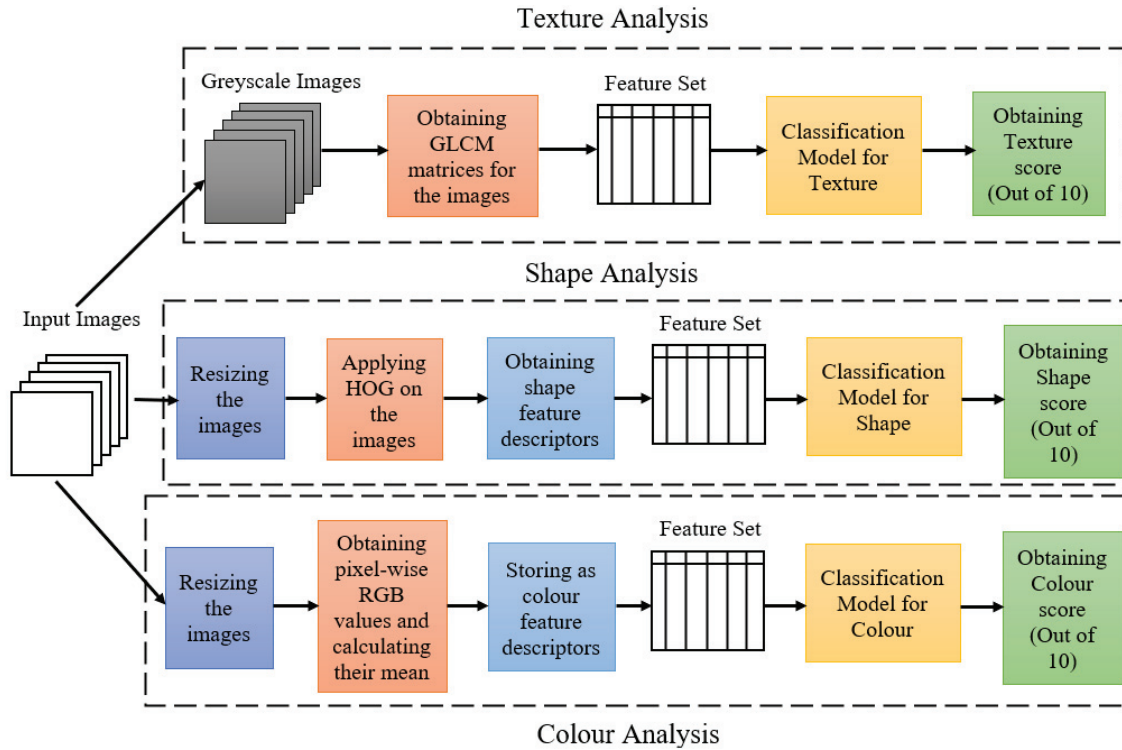 Texture Analysis
Greyscale Images
Obtaining
GLCM
matrices for
the images
Feature Set
Classification
Model for
Texture
Obtaining
Texture
score
(Out of 10)
Shape Analysis
Input Images
Resizing
the
images
Applying
HOG on
the
images
Obtaining
shape
feature
descriptors
Feature Set
Classification
Model for
Shape
Obtaining
Shape
score
(Out of
10)
Resizing
the
images
Obtaining
pixel-wise
RGB
values and
calculating
their mean
Storing as
colour
feature
descriptors
Feature Set
Classification
Model for
Colour
Obtaining
Colour
score
(Out of
10)
Colour Analysis